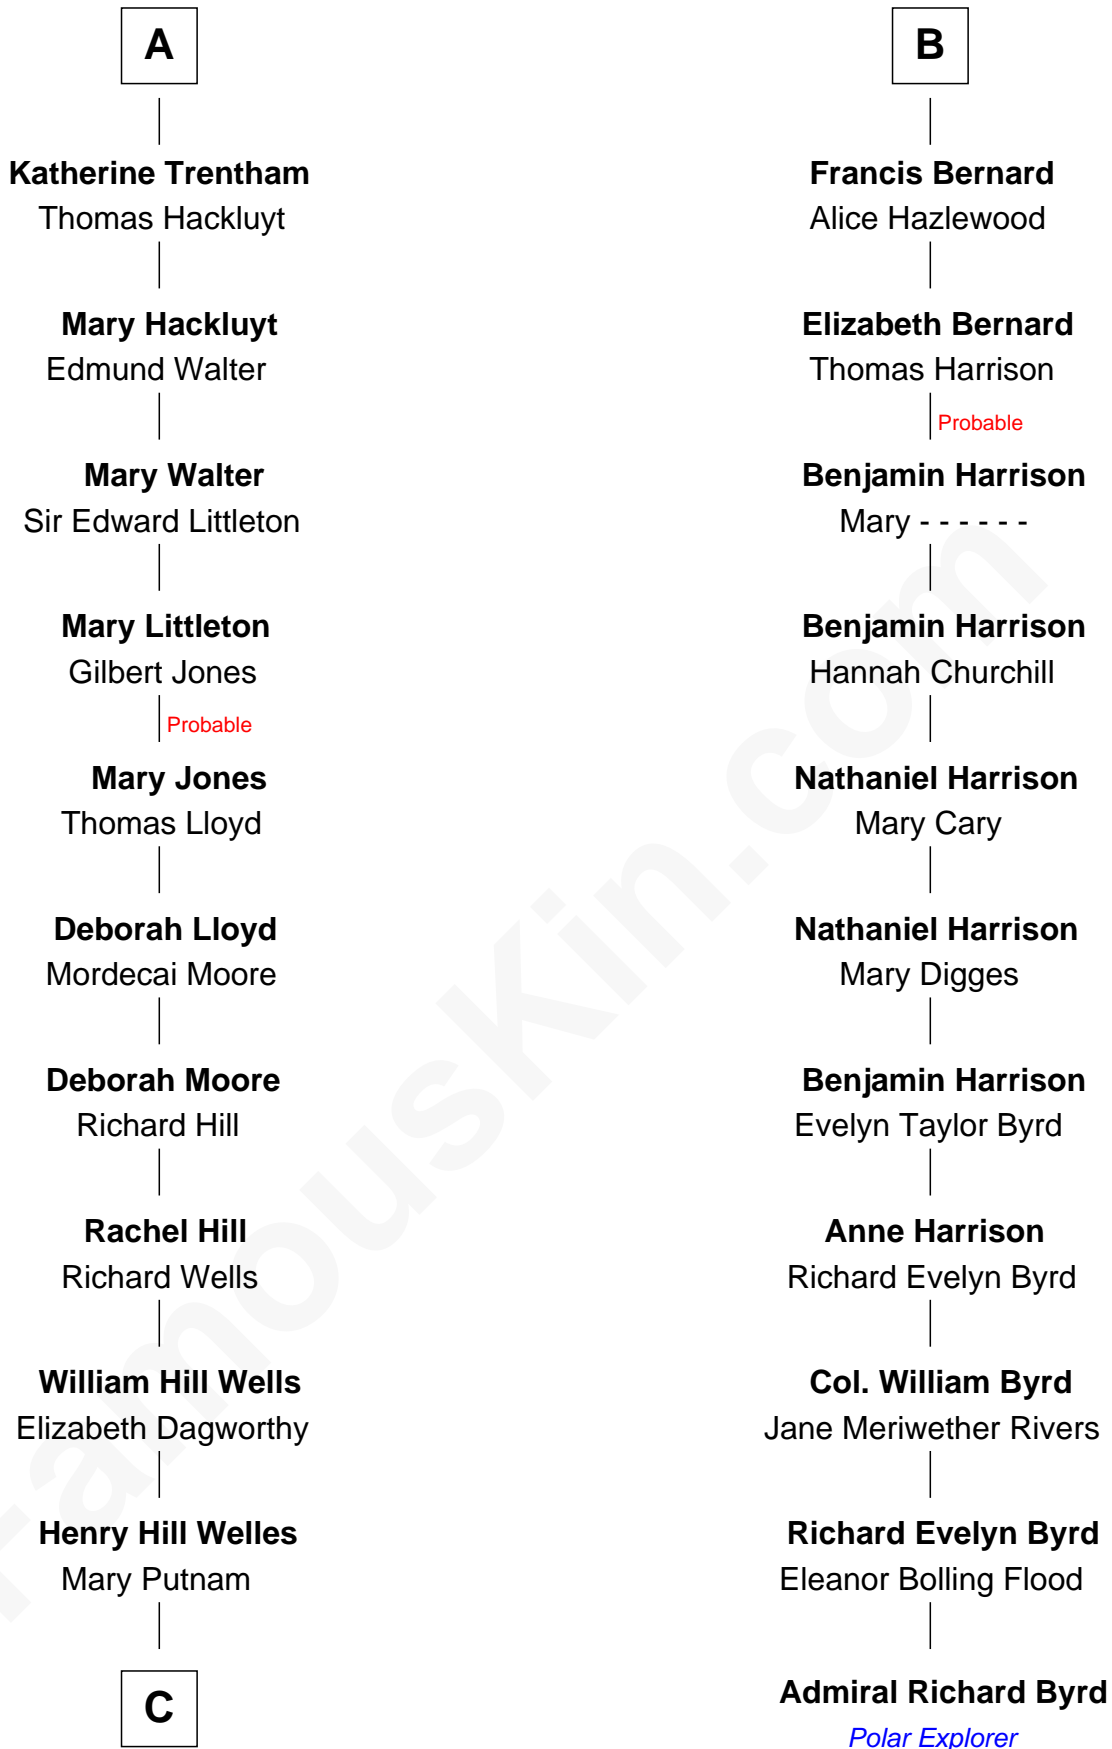 A
Katherine Trentham
Thomas Hackluyt
Mary Hackluyt
Edmund Walter
Mary Walter
Sir Edward Littleton
Mary Littleton
Gilbert Jones
Probable
Mary Jones
Thomas Lloyd
Deborah Lloyd
Mordecai Moore
Deborah Moore
Richard Hill
Rachel Hill
Richard Wells
William Hill Wells
Elizabeth Dagworthy
Henry Hill Welles
Mary Putnam
C
B
Francis Bernard
Alice Hazlewood
Elizabeth Bernard
Thomas Harrison
Probable
Benjamin Harrison
Mary - - - - - -
Benjamin Harrison
Hannah Churchill
Nathaniel Harrison
Mary Cary
Nathaniel Harrison
Mary Digges
Benjamin Harrison
Evelyn Taylor Byrd
Anne Harrison
Richard Evelyn Byrd
Col. William Byrd
Jane Meriwether Rivers
Richard Evelyn Byrd
Eleanor Bolling Flood
Admiral Richard Byrd
Polar Explorer
FamousKin.com